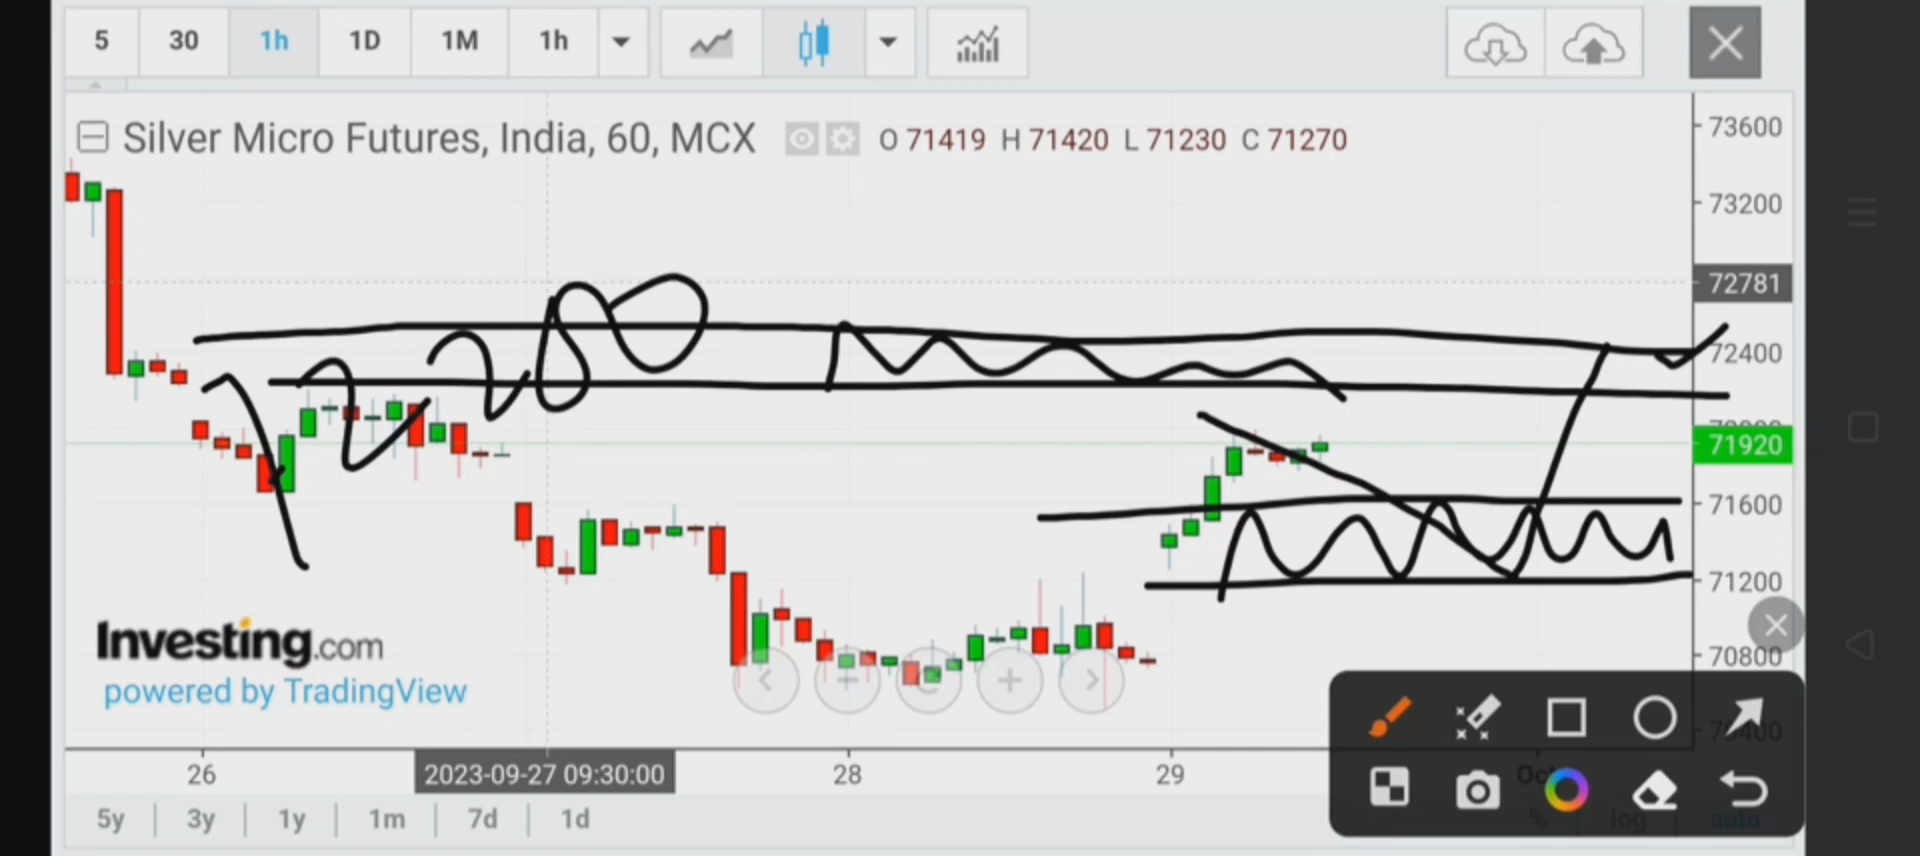 5 30 1h 1D 1M 1h
Silver Micro Futures, India, 60, MCX O 71419 H 71420 L 71230 C 71270
73600
73200
72781
72400
71920
71600
71200
70800
Investing.com
powered by TradingView
26 2023-09-27 09:30:00 28 29
5y 3y 1y 1m 7d 1d % log auto